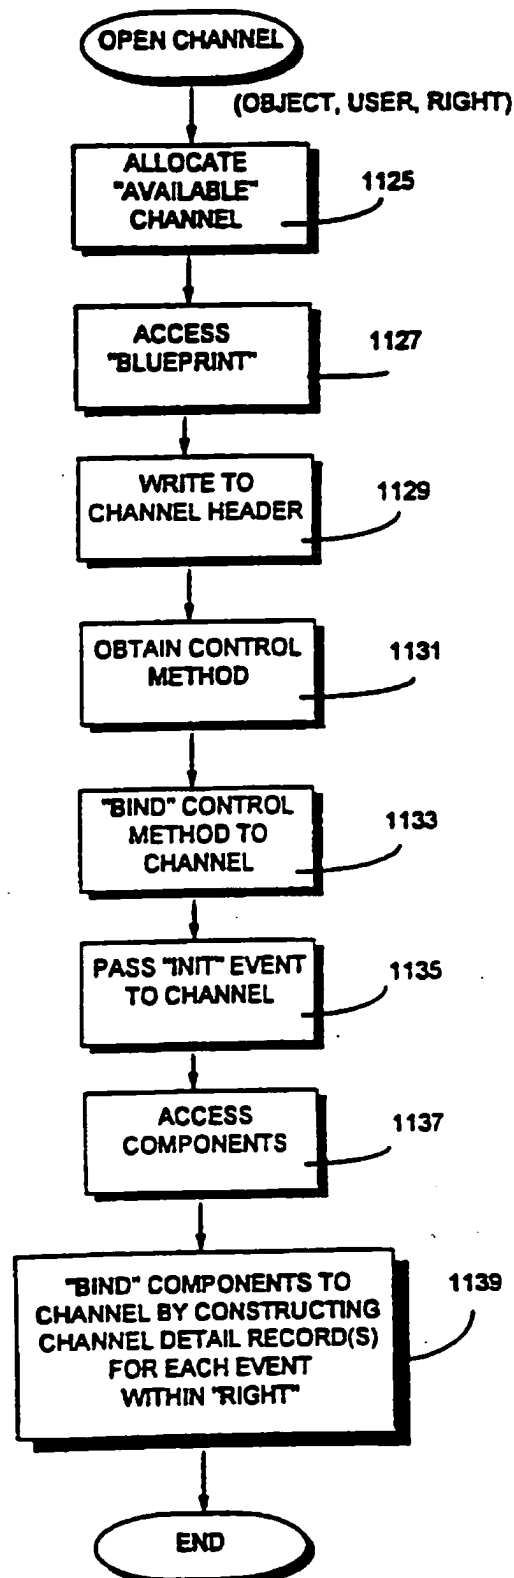 OPEN CHANNEL
(OBJECT, USER, RIGHT)
ALLOCATE
"AVAILABLE"
CHANNEL
1125
ACCESS
"BLUEPRINT"
1127
WRITE TO
CHANNEL HEADER
1129
OBTAIN CONTROL
METHOD
1131
"BIND" CONTROL
METHOD TO
CHANNEL
1133
PASS "INIT" EVENT
TO CHANNEL
1135
ACCESS
COMPONENTS
1137
"BIND" COMPONENTS TO
CHANNEL BY CONSTRUCTING
CHANNEL DETAIL RECORD(S)
FOR EACH EVENT
WITHIN "RIGHT"
1139
END